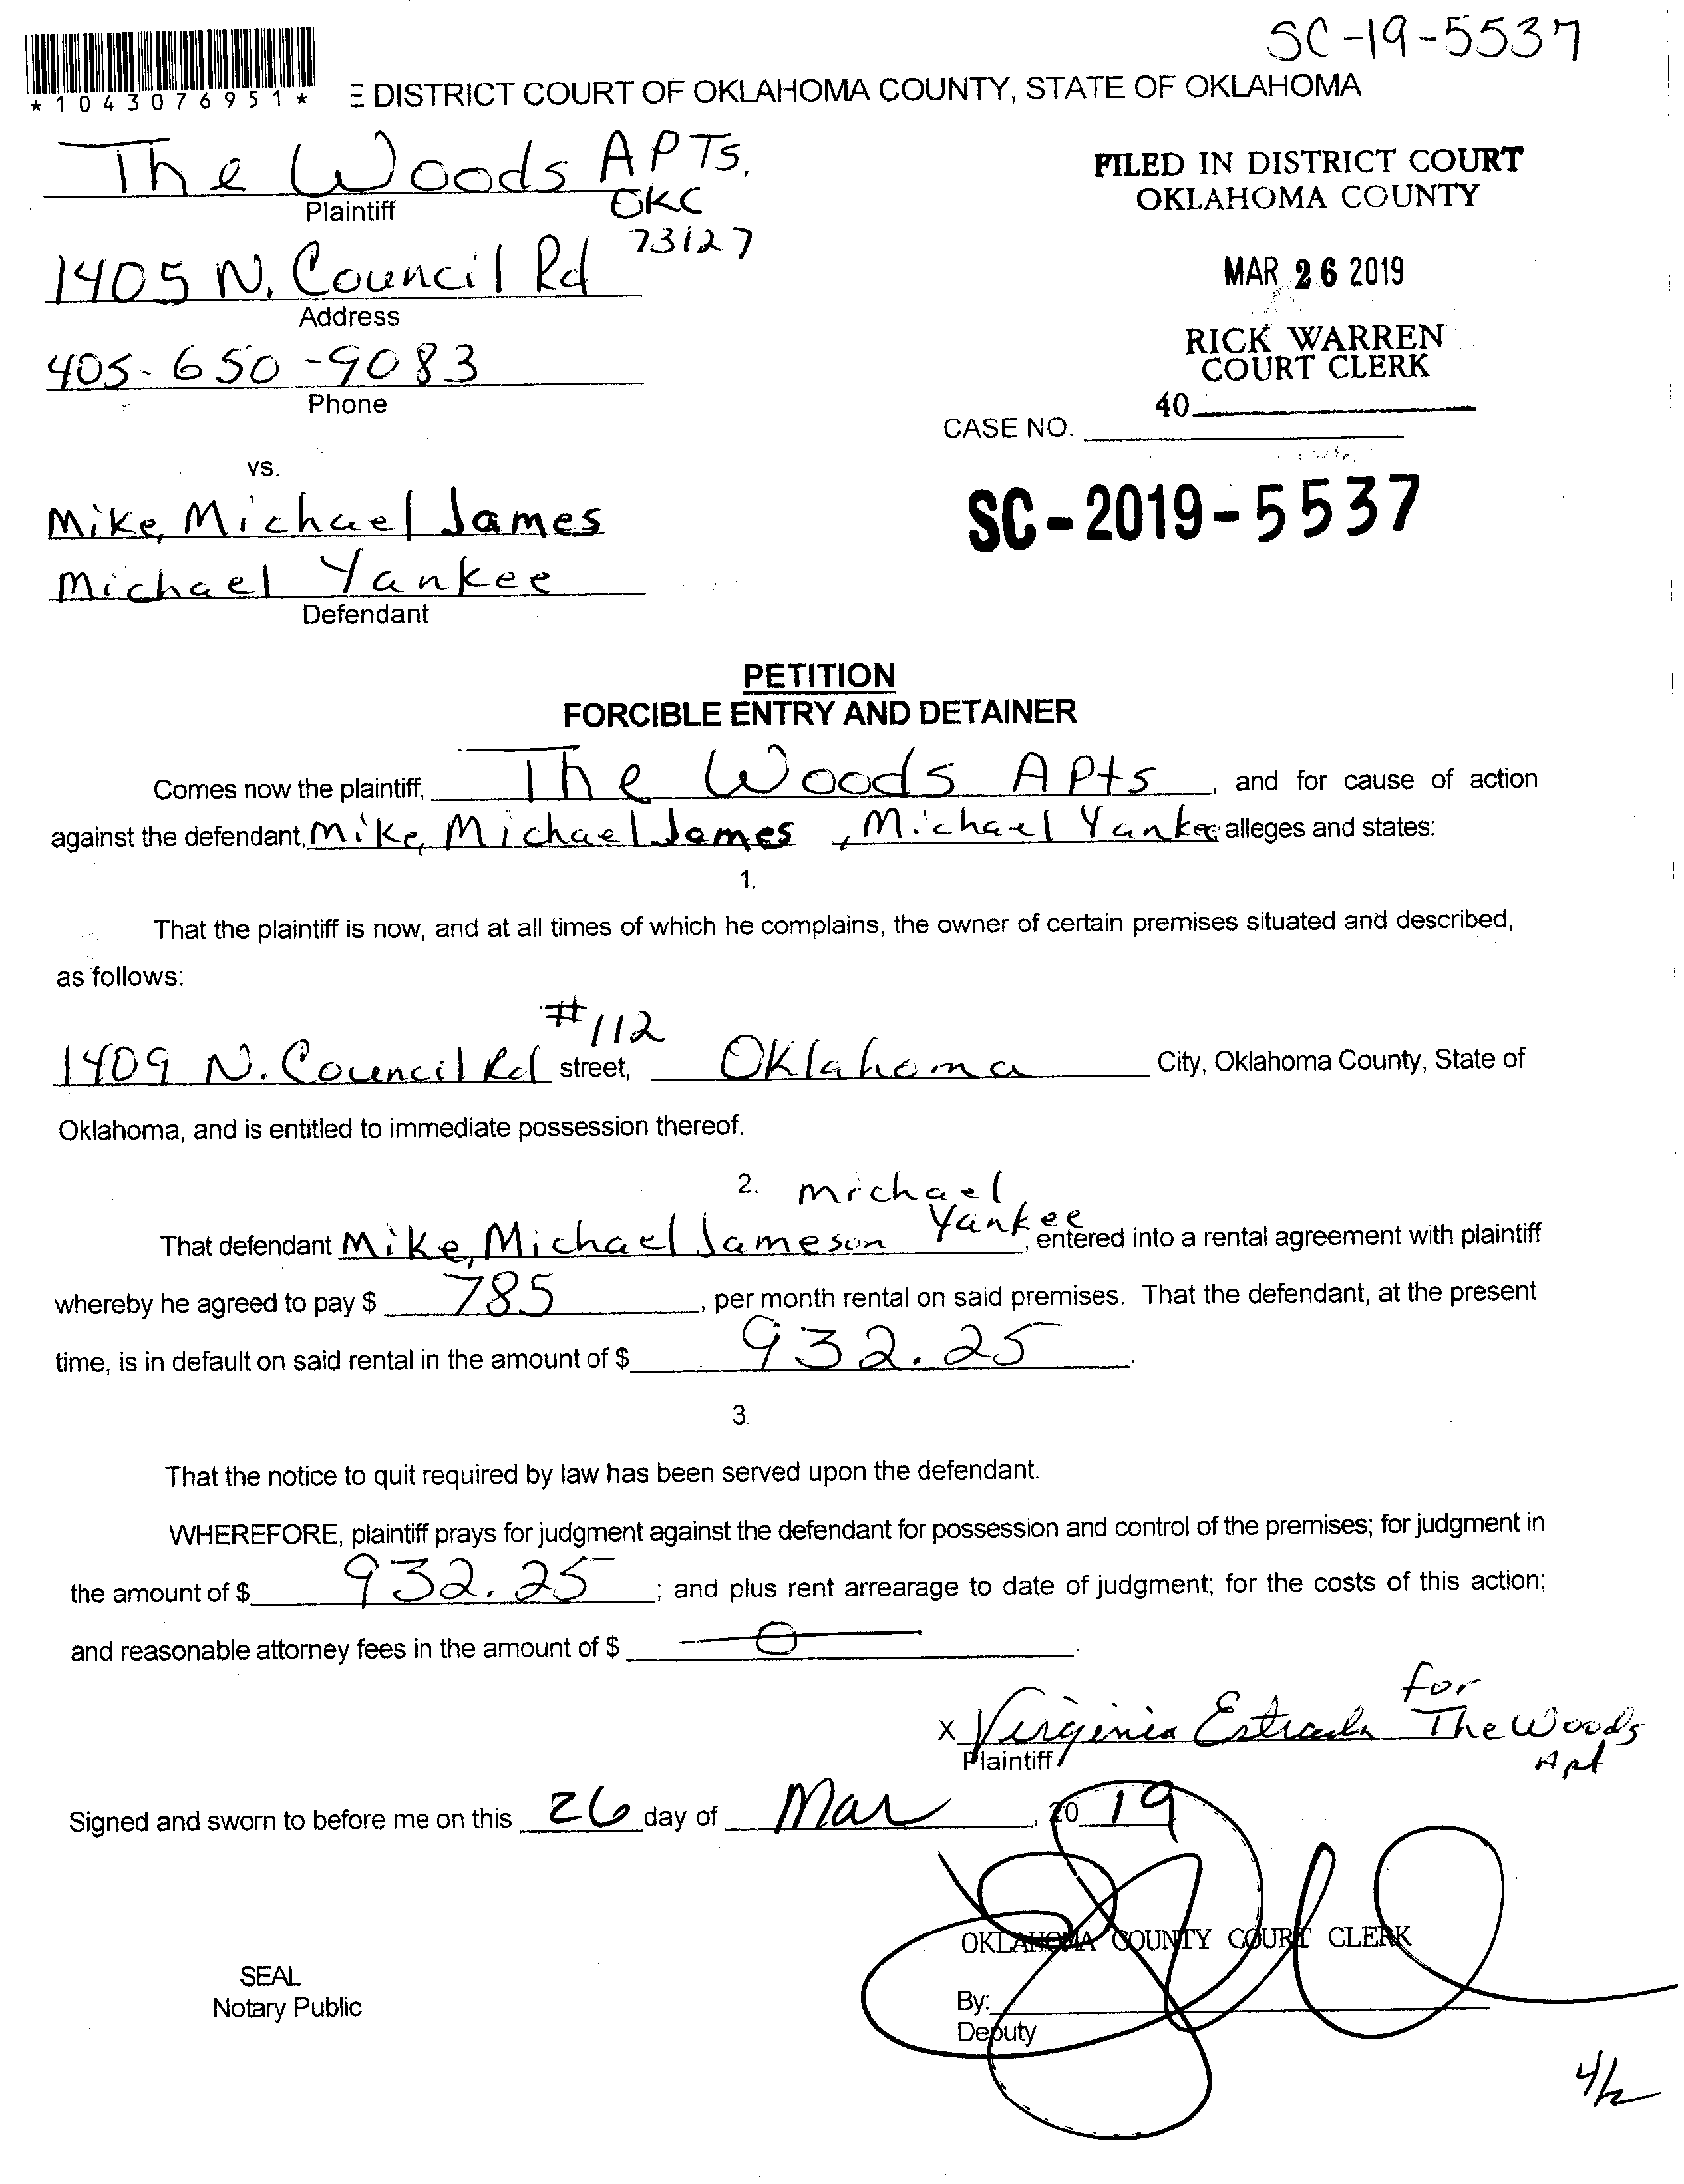 SC-19-5537
*1043076951*
E DISTRICT COURT OF OKLAHOMA COUNTY, STATE OF OKLAHOMA
The Woods APTs.
Plaintiff
OKC
73127
1405 N. Council Rd
Address
405-650-9083
Phone
FILED IN DISTRICT COURT
OKLAHOMA COUNTY
MAR 26 2019
RICK WARREN
COURT CLERK
40
CASE NO.
SC-2019-5537
vs.
Mike, Michael James
Michael Yankee
Defendant
PETITION
FORCIBLE ENTRY AND DETAINER
Comes now the plaintiff, The Woods APts, and for cause of action
against the defendant, Mike, Michael James, Michael Yankee alleges and states:
1.
That the plaintiff is now, and at all times of which he complains, the owner of certain premises situated and described,
as follows:
#112
1409 N. Council Rd street, Oklahoma City, Oklahoma County, State of
Oklahoma, and is entitled to immediate possession thereof.
2. Michael
That defendant Mike, Michael Jameson Yankee, entered into a rental agreement with plaintiff
whereby he agreed to pay $ 785, per month rental on said premises. That the defendant, at the present
time, is in default on said rental in the amount of $ 932.25.
3.
That the notice to quit required by law has been served upon the defendant.
WHEREFORE, plaintiff prays for judgment against the defendant for possession and control of the premises; for judgment in
the amount of $ 932.25; and plus rent arrearage to date of judgment; for the costs of this action;
and reasonable attorney fees in the amount of $ 0.
x Virginia Estrada for The Woods Apt
Plaintiff
Signed and sworn to before me on this 26 day of Mar, 20 19
OKLAHOMA COUNTY COURT CLERK
SEAL
Notary Public
By:
Deputy
4/2